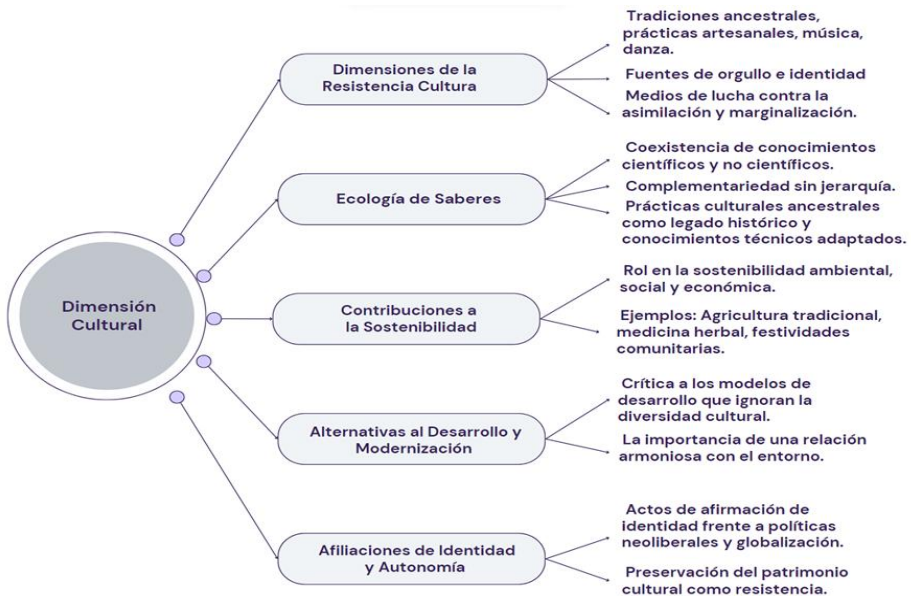 Dimensión
Cultural
Dimensiones de la
Resistencia Cultura
Tradiciones ancestrales,
prácticas artesanales, música,
danza.
Fuentes de orgullo e identidad
Medios de lucha contra la
asimilación y marginalización.
Ecología de Saberes
Coexistencia de conocimientos
científicos y no científicos.
Complementariedad sin jerarquía.
Prácticas culturales ancestrales
como legado histórico y
conocimientos técnicos adaptados.
Contribuciones a
la Sostenibilidad
Rol en la sostenibilidad ambiental,
social y económica.
Ejemplos: Agricultura tradicional,
medicina herbal, festividades
comunitarias.
Alternativas al Desarrollo y
Modernización
Crítica a los modelos de
desarrollo que ignoran la
diversidad cultural.
La importancia de una relación
armoniosa con el entorno.
Afiliaciones de Identidad
y Autonomía
Actos de afirmación de
identidad frente a políticas
neoliberales y globalización.
Preservación del patrimonio
cultural como resistencia.